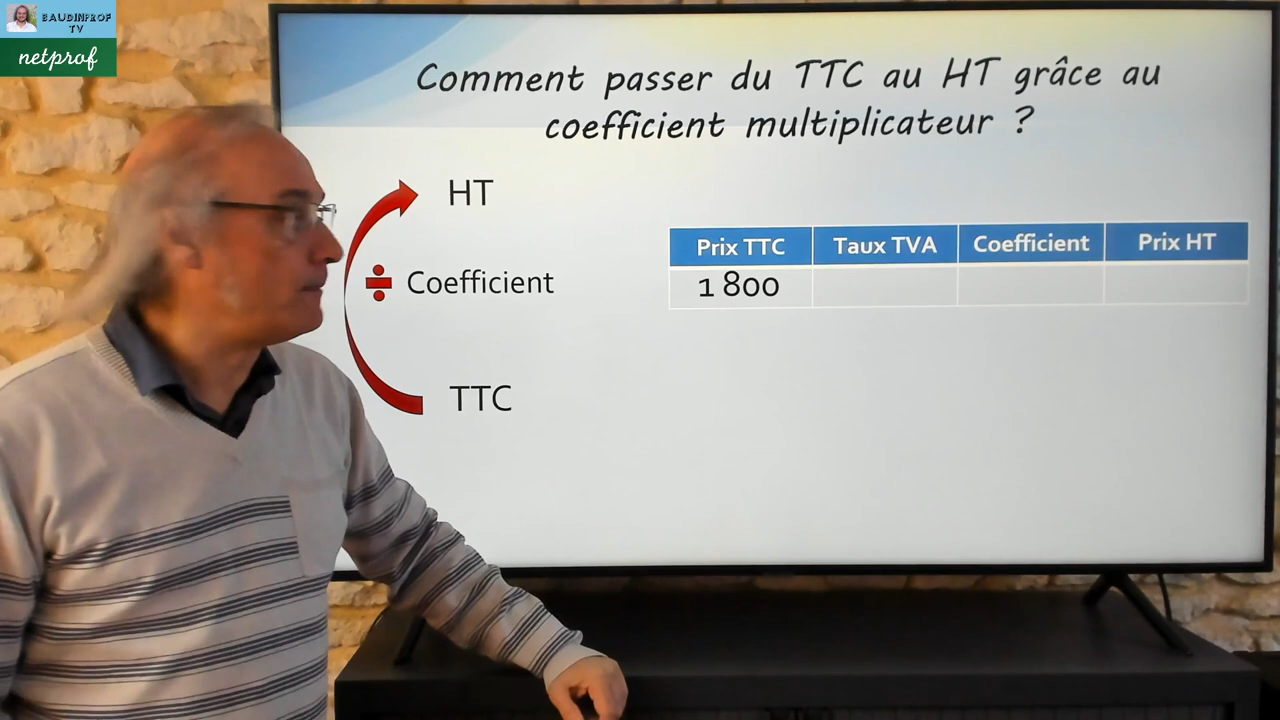 BAUDINPROF
TV
netprof
Comment passer du TTC au HT grâce au
coefficient multiplicateur ?
HT
÷ Coefficient
TTC
Prix TTC Taux TVA Coefficient Prix HT
1 800